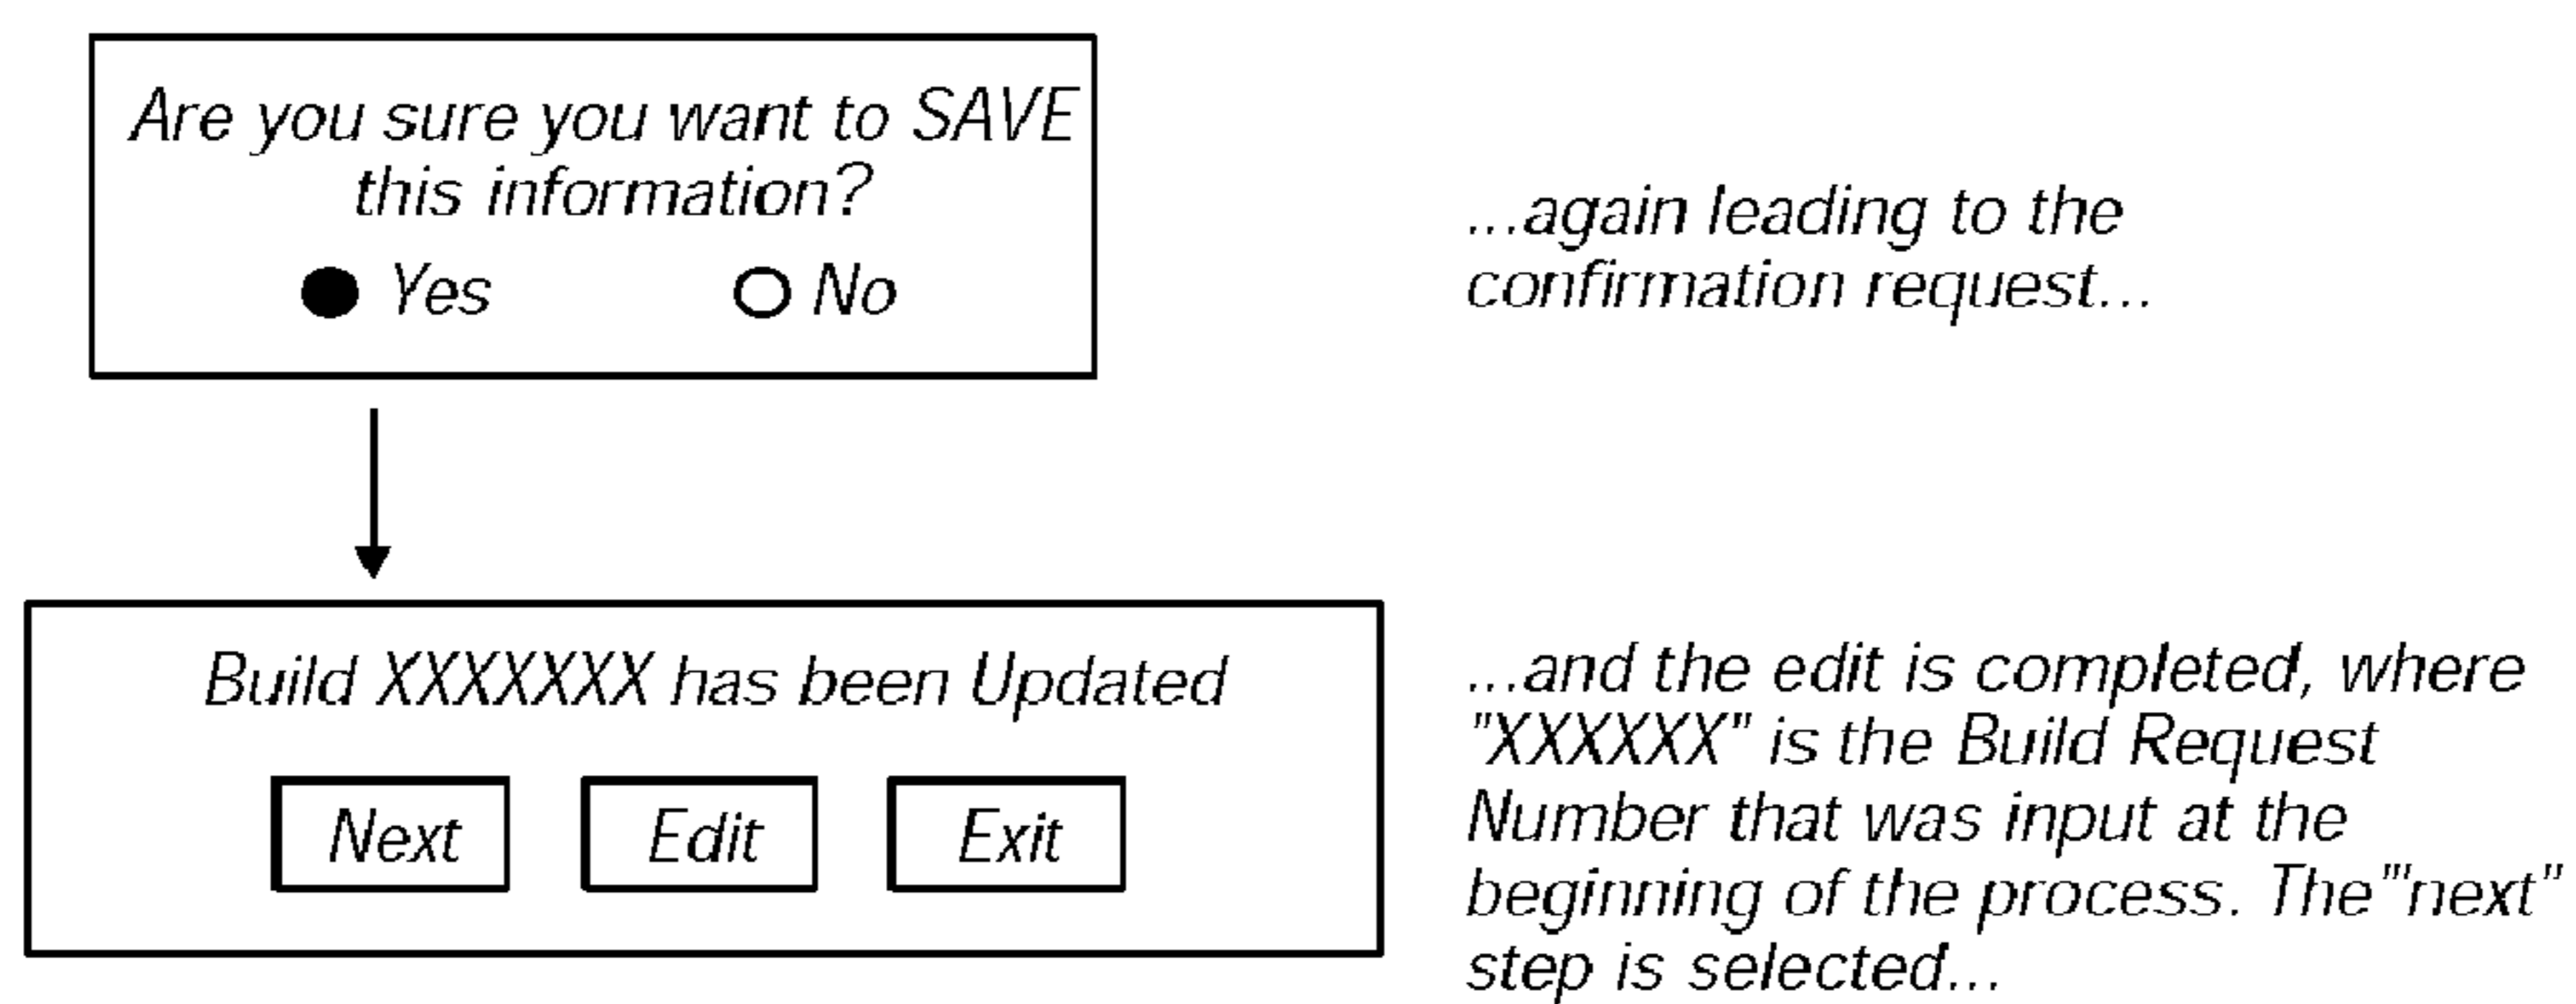 Are you sure you want to SAVE
this information?
Yes No
...again leading to the
confirmation request...
Build XXXXXXX has been Updated
Next Edit Exit
...and the edit is completed, where
"XXXXXX" is the Build Request
Number that was input at the
beginning of the process. The"'next"
step is selected...